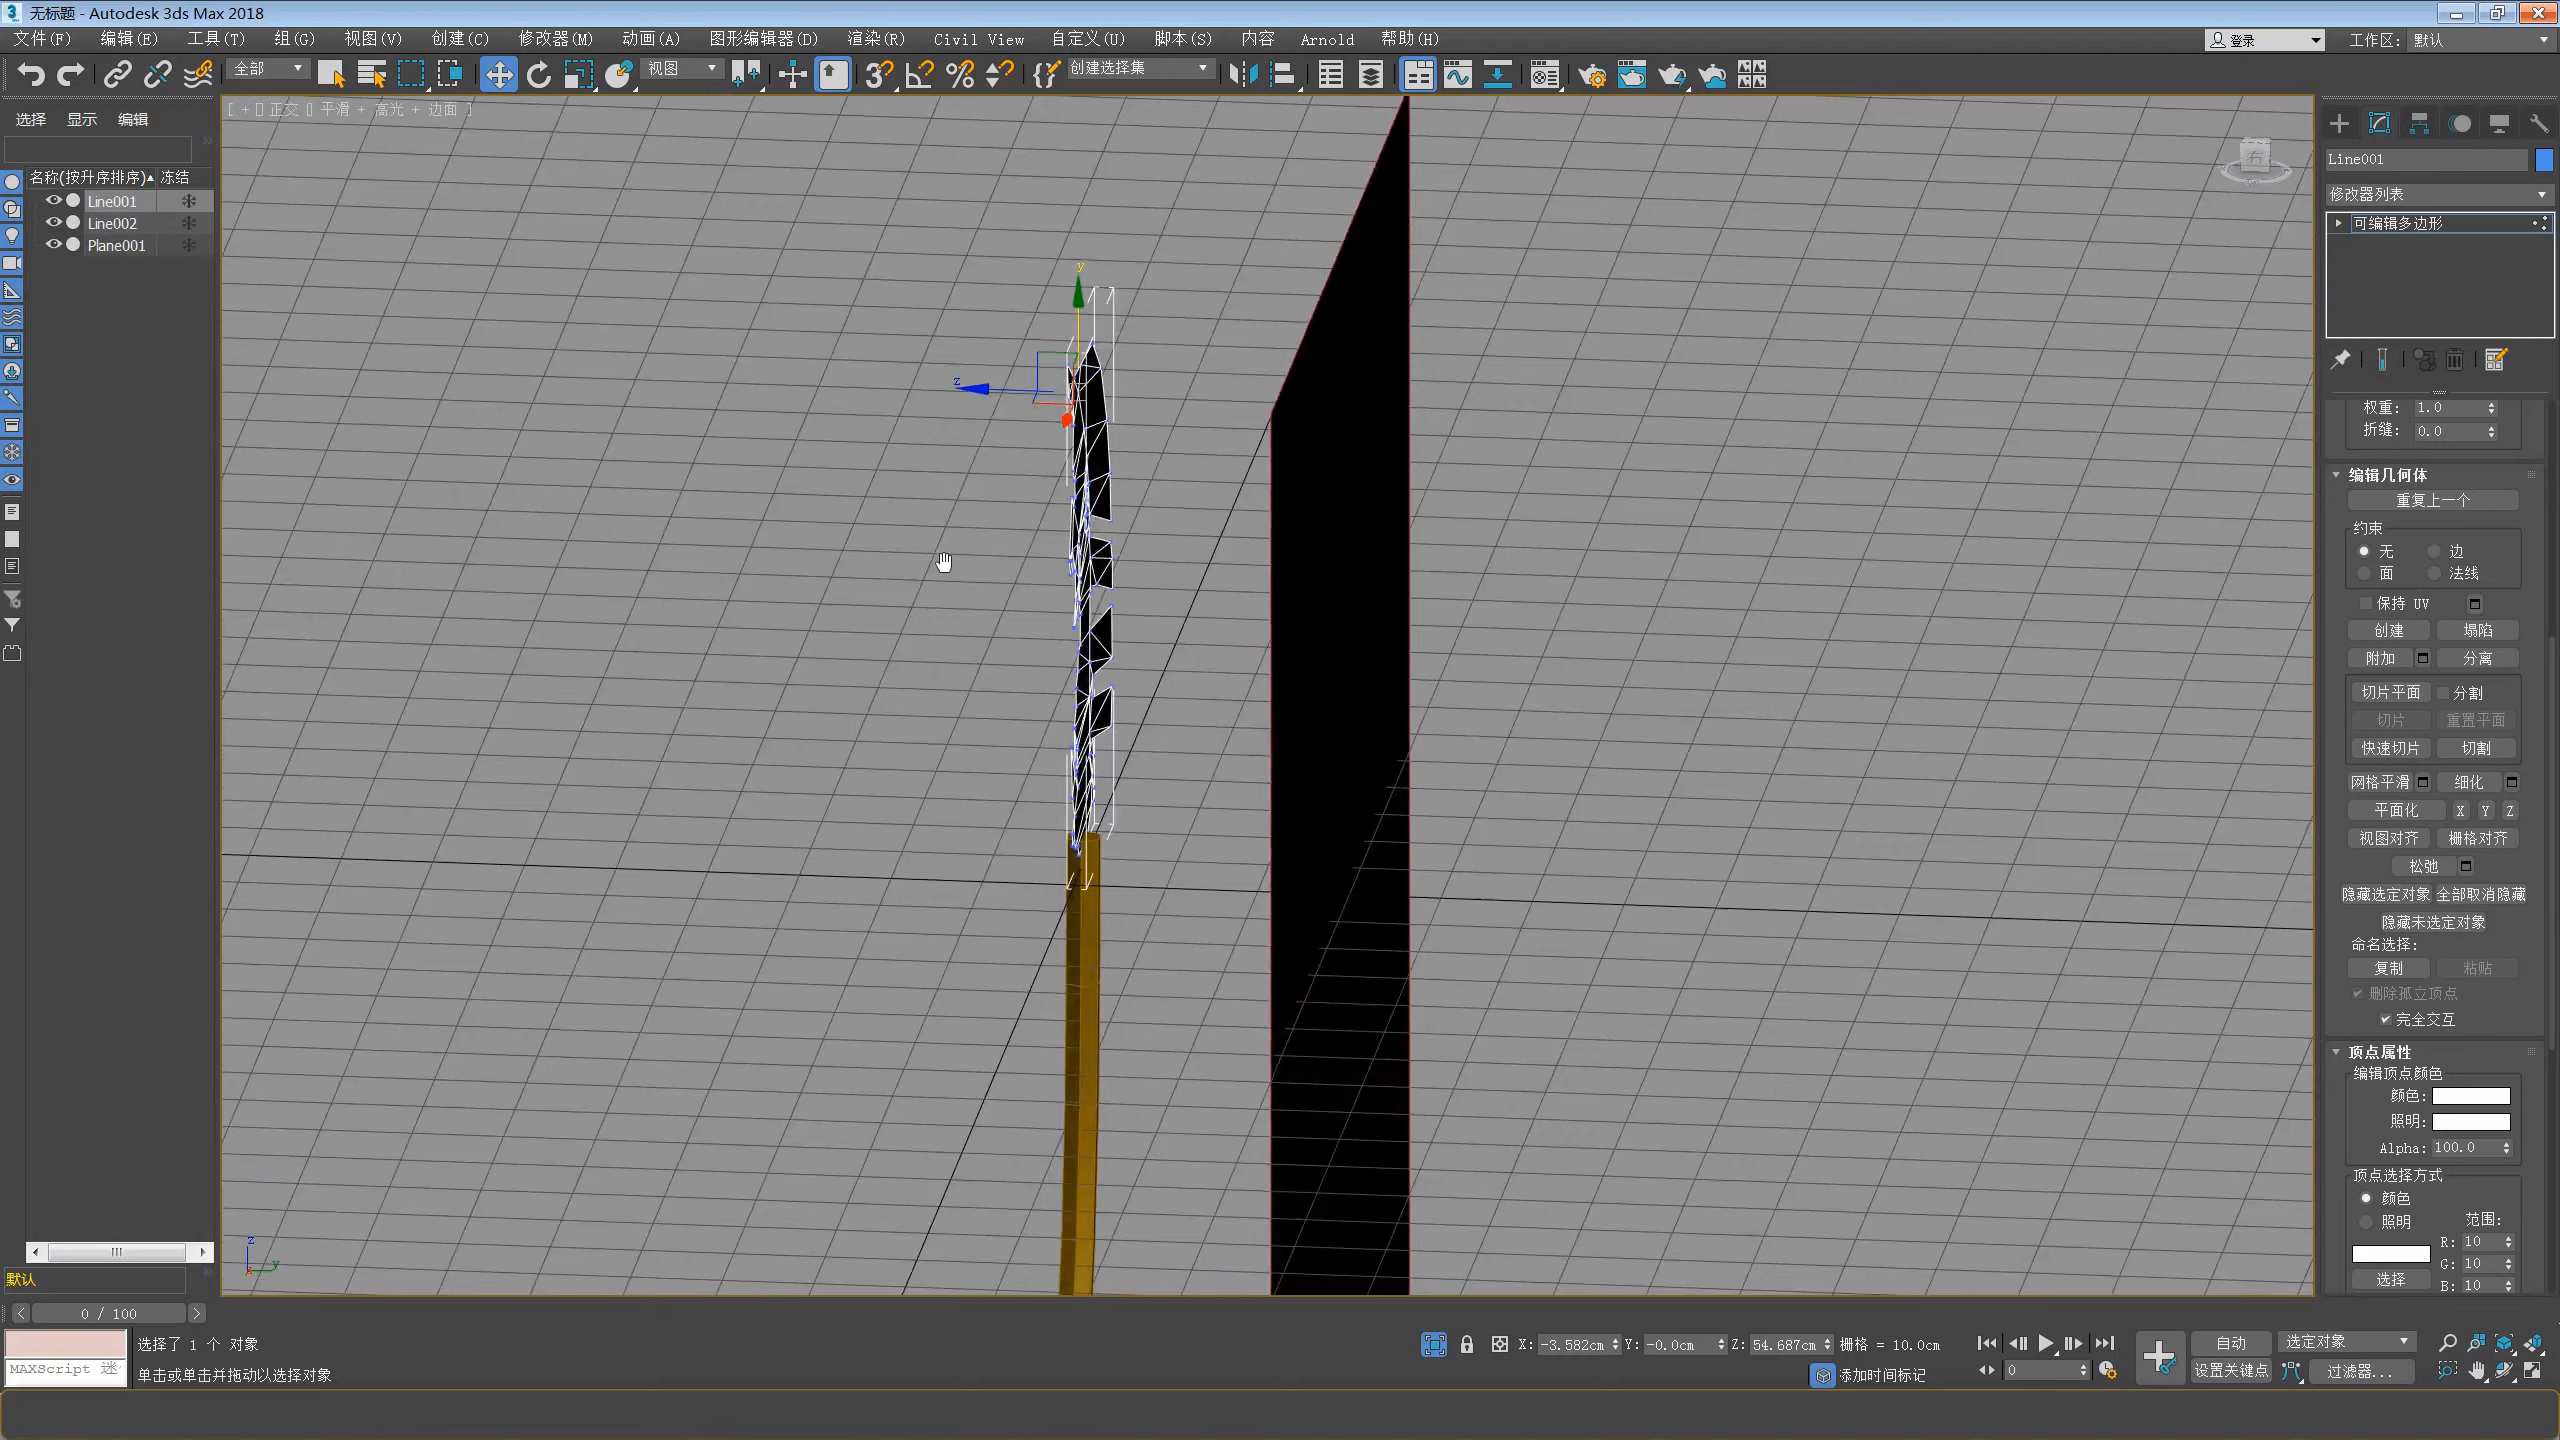 无标题 - Autodesk 3ds Max 2018
文件(F) 编辑(E) 工具(T) 组(G) 视图(V) 创建(C) 修改器(M) 动画(A) 图形编辑器(D) 渲染(R) Civil View 自定义(U) 脚本(S) 内容 Arnold 帮助(H) 登录 工作区: 默认
全部 视图 创建选择集
选择 显示 编辑
[ + ] 正交 ] 平滑 + 高光 + 边面 ]
名称(按升序排序) 冻结
Line001
Line002
Plane001
y
z
右
Line001
修改器列表
可编辑多边形
权重: 1.0
折缝: 0.0
编辑几何体
重复上一个
约束
无 边
面 法线
保持 UV
创建 塌陷
附加 分离
切片平面 分割
切片 重置平面
快速切片 切割
网格平滑 细化
平面化 X Y Z
视图对齐 栅格对齐
松弛
隐藏选定对象 全部取消隐藏
隐藏未选定对象
命名选择:
复制 粘贴
删除孤立顶点
完全交互
顶点属性
编辑顶点颜色
颜色:
照明:
Alpha: 100.0
顶点选择方式
颜色
照明 范围:
R: 10
G: 10
选择 B: 10
z
x y
默认
0 / 100
选择了 1 个 对象
MAXScript 迷
单击或单击并拖动以选择对象
X: -3.582cm Y: -0.0cm Z: 54.687cm 栅格 = 10.0cm
添加时间标记
0
自动 选定对象
设置关键点 过滤器...